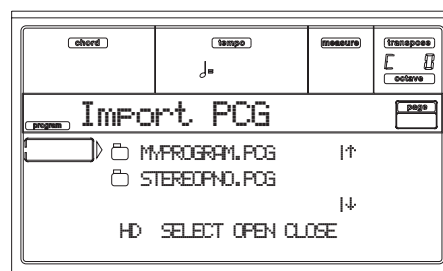 chord tempo measure transpose
♩= C 0
octave
program Import PCG page
MYPROGRAM.PCG
STEREOPNO.PCG
HD SELECT OPEN CLOSE